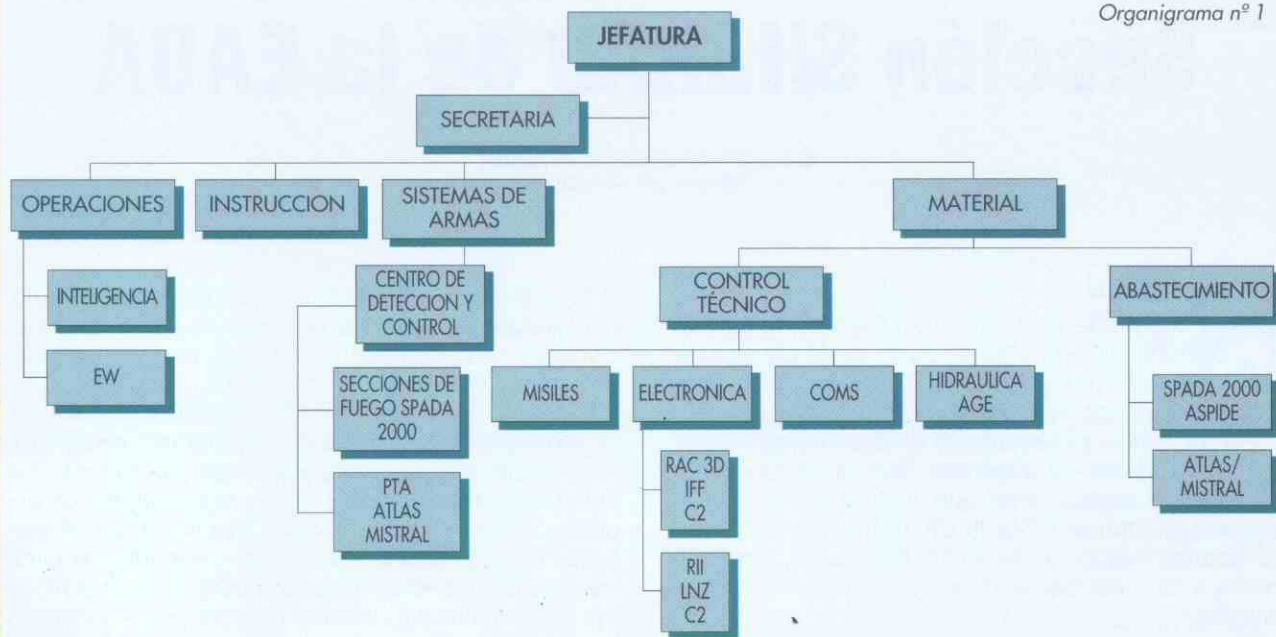 Organigrama nº 1
JEFATURA
SECRETARIA
OPERACIONES
INSTRUCCION
SISTEMAS DE
ARMAS
MATERIAL
INTELIGENCIA
EW
CENTRO DE
DETECCION Y
CONTROL
SECCIONES DE
FUEGO SPADA
2000
PTA
ATLAS
MISTRAL
CONTROL
TÉCNICO
MISILES
ELECTRONICA
COMS
HIDRAULICA
AGE
RAC 3D
IFF
C2
RII
LNZ
C2
ABASTECIMIENTO
SPADA 2000
ASPIDE
ATLAS/
MISTRAL